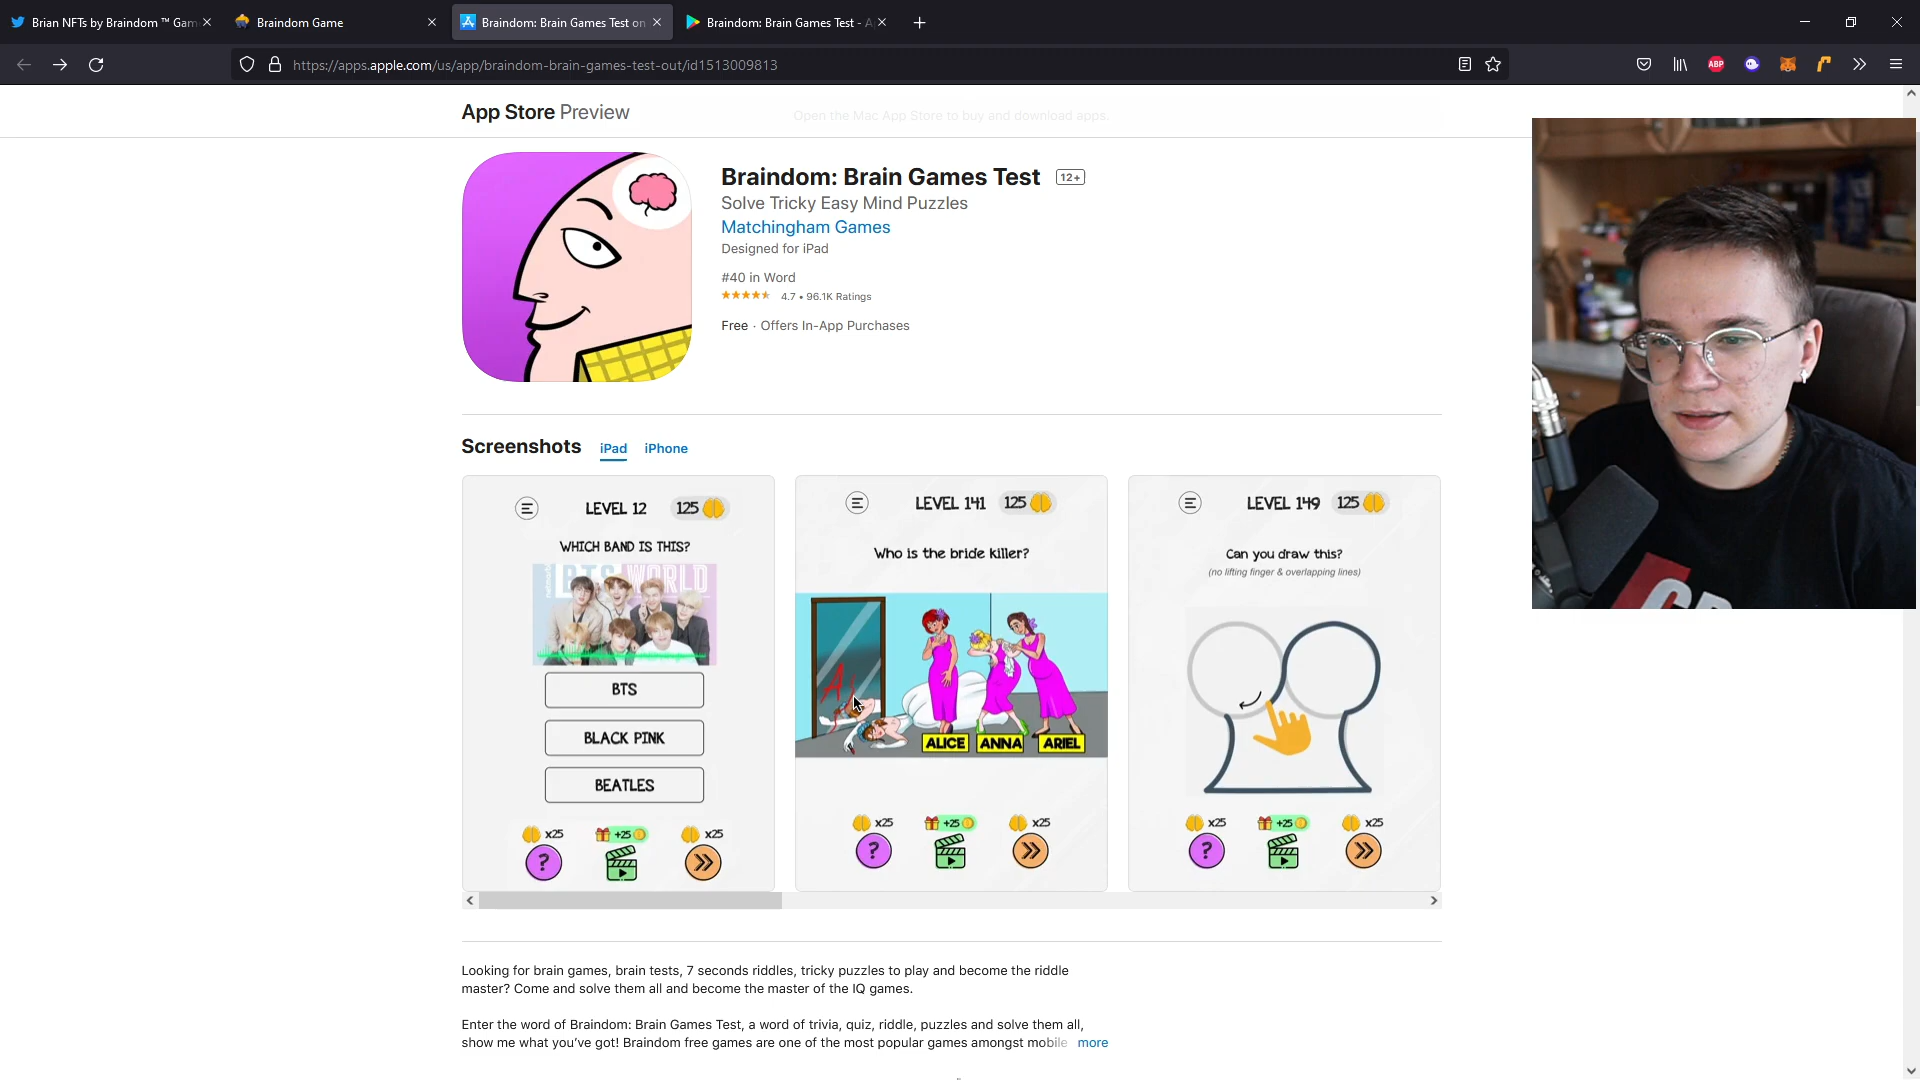 Brian NFTs by Braindom ™ Gam
Braindom Game
Braindom: Brain Games Test on
Braindom: Brain Games Test - A
https://apps.apple.com/us/app/braindom-brain-games-test-out/id1513009813
ABP
App Store Preview
Open the Mac App Store to buy and download apps.
Braindom: Brain Games Test 12+
Solve Tricky Easy Mind Puzzles
Matchingham Games
Designed for iPad
#40 in Word
4.7 • 96.1K Ratings
Free · Offers In-App Purchases
Screenshots iPad iPhone
LEVEL 12 125
WHICH BAND IS THIS?
BTS WORLD
BTS
BLACK PINK
BEATLES
x25 +25 x25
?
LEVEL 141 125
Who is the bride killer?
A
ALICE ANNA ARIEL
x25 +25 x25
?
LEVEL 149 125
Can you draw this?
(no lifting finger & overlapping lines)
x25 +25 x25
?
Looking for brain games, brain tests, 7 seconds riddles, tricky puzzles to play and become the riddle
master? Come and solve them all and become the master of the IQ games.
Enter the word of Braindom: Brain Games Test, a word of trivia, quiz, riddle, puzzles and solve them all,
show me what you've got! Braindom free games are one of the most popular games amongst mobile more